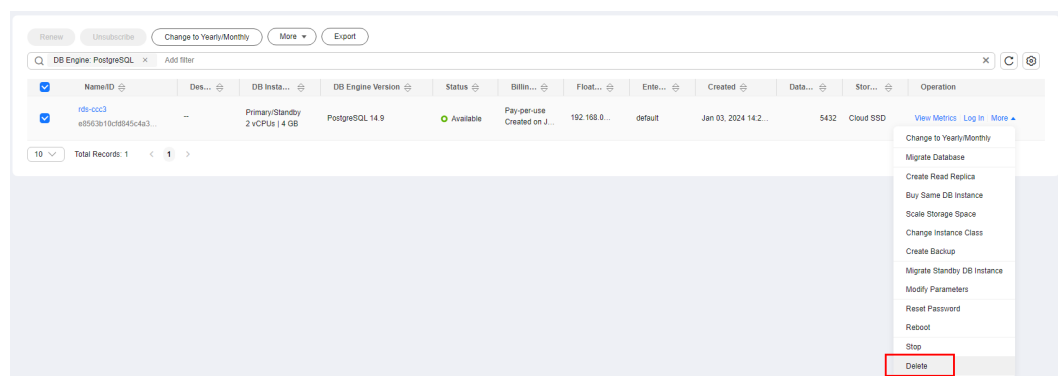 Renew Unsubscribe Change to Yearly/Monthly More Export
DB Engine: PostgreSQL × Add filter
Name/ID Des... DB Insta... DB Engine Version Status Billin... Float... Ente... Created Data... Stor... Operation
rds-ccc3
e8563b10cfd845c4a3...
--
Primary/Standby
2 vCPUs | 4 GB
PostgreSQL 14.9
Available
Pay-per-use
Created on J...
192.168.0...
default
Jan 03, 2024 14:2...
5432
Cloud SSD
View Metrics Log In More
10 Total Records: 1 < 1 >
Change to Yearly/Monthly
Migrate Database
Create Read Replica
Buy Same DB Instance
Scale Storage Space
Change Instance Class
Create Backup
Migrate Standby DB Instance
Modify Parameters
Reset Password
Reboot
Stop
Delete